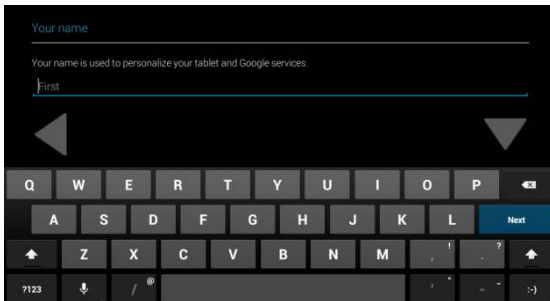 Your name
Your name is used to personalize your tablet and Google services.
First
Q W E R T Y U I O P
A S D F G H J K L Next
Z X C V B N M , ! . ?
?123 / @ ' " - _ :-)